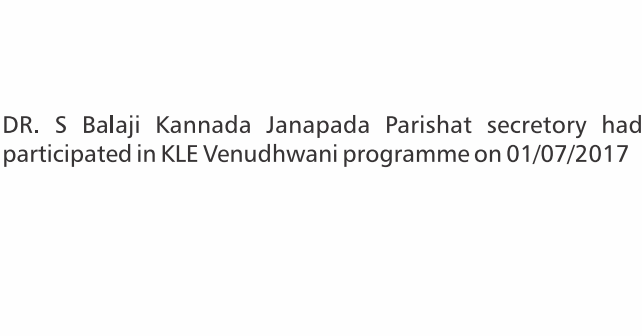 DR. S Balaji Kannada Janapada Parishat secretory had
participated in KLE Venudhwani programme on 01/07/2017